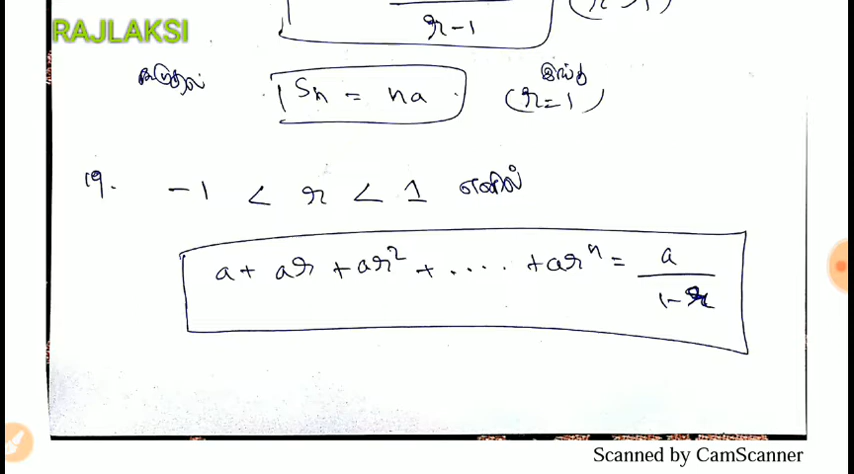 RAJLAKSI
r-1
Sn = na (r=1)
19. -1 < r < 1 எனில்
a + ar + ar² + .... + arⁿ = a / 1-r
Scanned by CamScanner